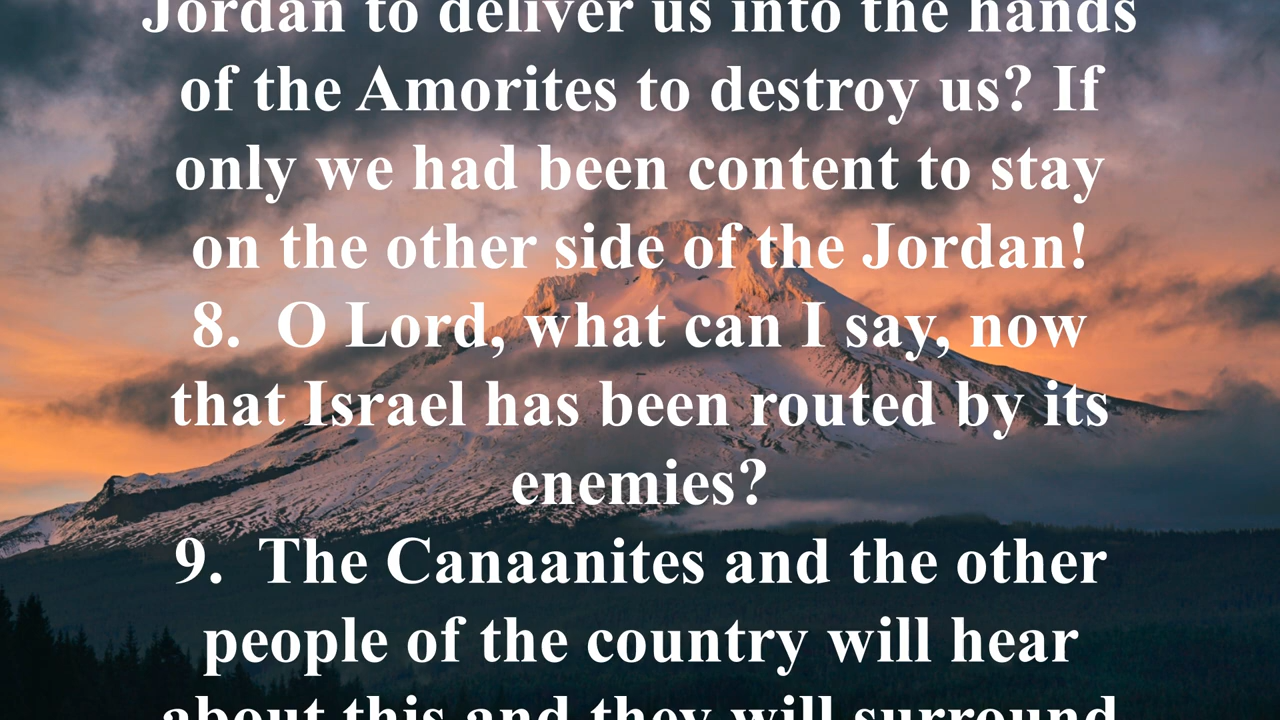 Jordan to deliver us into the hands
of the Amorites to destroy us? If
only we had been content to stay
on the other side of the Jordan!
8.  O Lord, what can I say, now
that Israel has been routed by its
enemies?
9.  The Canaanites and the other
people of the country will hear
about this and they will surround